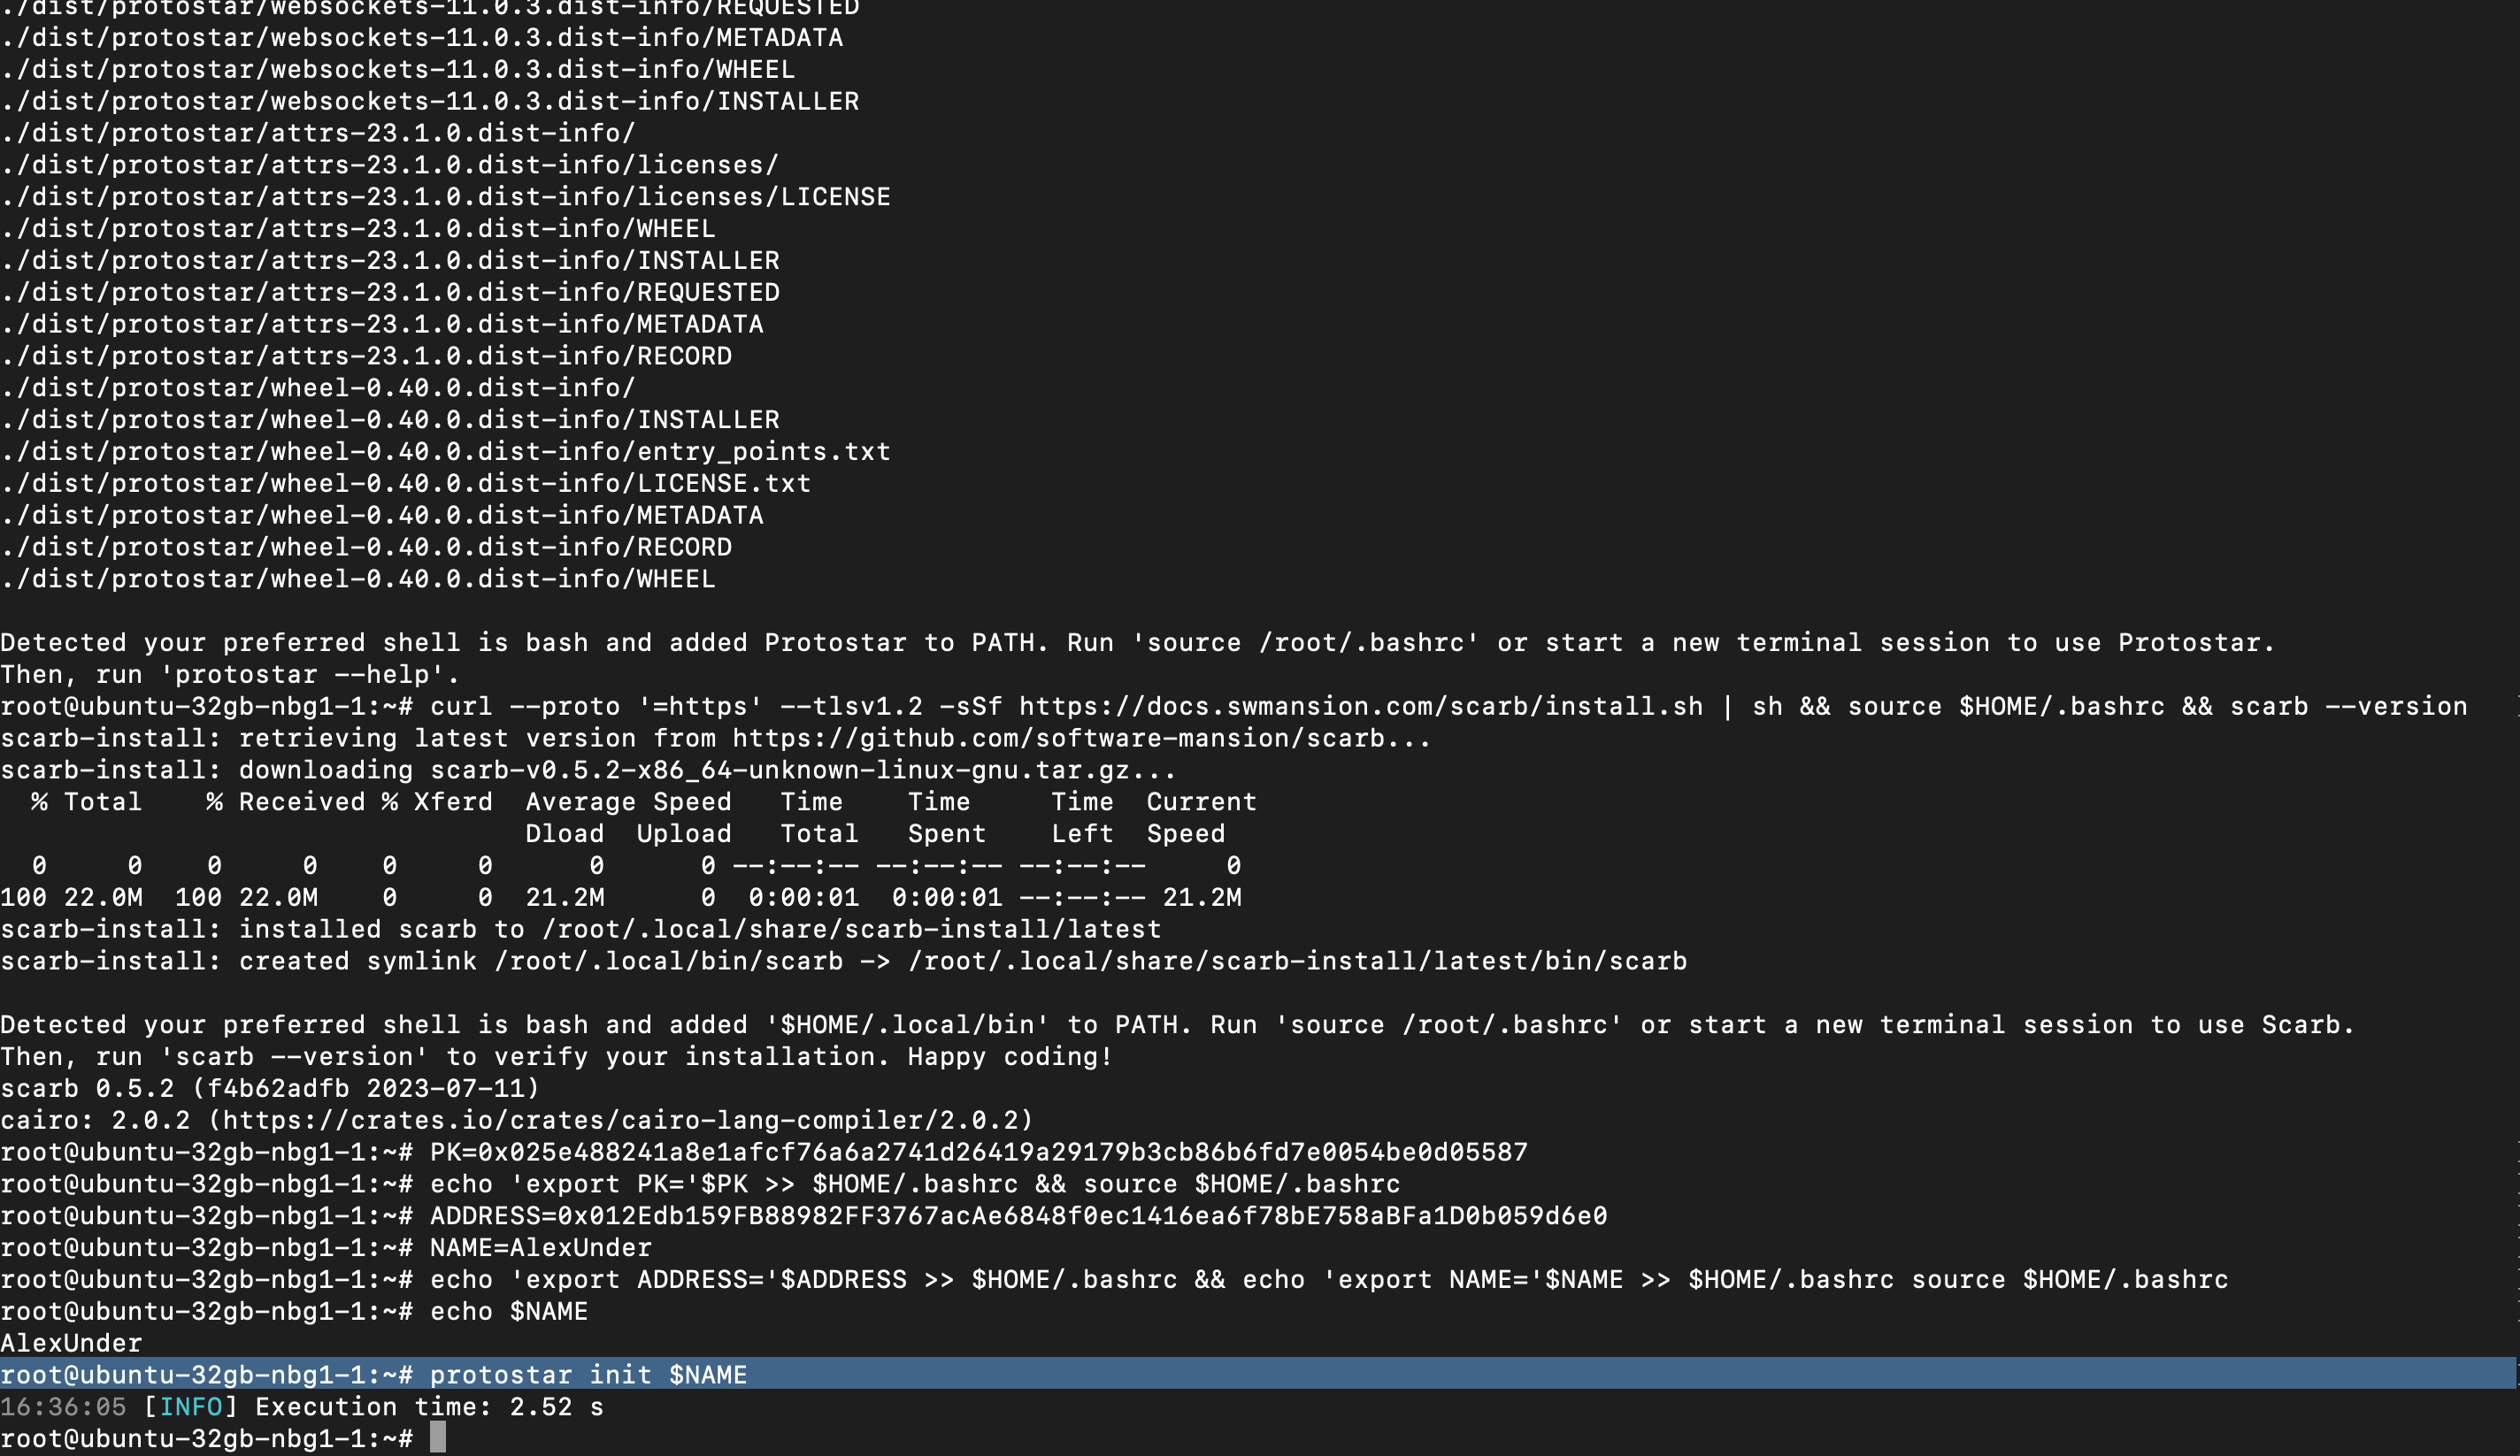 ./dist/protostar/websockets-11.0.3.dist-info/REQUESTED
./dist/protostar/websockets-11.0.3.dist-info/METADATA
./dist/protostar/websockets-11.0.3.dist-info/WHEEL
./dist/protostar/websockets-11.0.3.dist-info/INSTALLER
./dist/protostar/attrs-23.1.0.dist-info/
./dist/protostar/attrs-23.1.0.dist-info/licenses/
./dist/protostar/attrs-23.1.0.dist-info/licenses/LICENSE
./dist/protostar/attrs-23.1.0.dist-info/WHEEL
./dist/protostar/attrs-23.1.0.dist-info/INSTALLER
./dist/protostar/attrs-23.1.0.dist-info/REQUESTED
./dist/protostar/attrs-23.1.0.dist-info/METADATA
./dist/protostar/attrs-23.1.0.dist-info/RECORD
./dist/protostar/wheel-0.40.0.dist-info/
./dist/protostar/wheel-0.40.0.dist-info/INSTALLER
./dist/protostar/wheel-0.40.0.dist-info/entry_points.txt
./dist/protostar/wheel-0.40.0.dist-info/LICENSE.txt
./dist/protostar/wheel-0.40.0.dist-info/METADATA
./dist/protostar/wheel-0.40.0.dist-info/RECORD
./dist/protostar/wheel-0.40.0.dist-info/WHEEL
Detected your preferred shell is bash and added Protostar to PATH. Run 'source /root/.bashrc' or start a new terminal session to use Protostar.
Then, run 'protostar --help'.
root@ubuntu-32gb-nbg1-1:~# curl --proto '=https' --tlsv1.2 -sSf https://docs.swmansion.com/scarb/install.sh | sh && source $HOME/.bashrc && scarb --version
scarb-install: retrieving latest version from https://github.com/software-mansion/scarb...
scarb-install: downloading scarb-v0.5.2-x86_64-unknown-linux-gnu.tar.gz...
  % Total    % Received % Xferd  Average Speed   Time    Time     Time  Current
                                 Dload  Upload   Total   Spent    Left  Speed
  0     0    0     0    0     0      0      0 --:--:-- --:--:-- --:--:--     0
100 22.0M  100 22.0M    0     0  21.2M      0  0:00:01  0:00:01 --:--:-- 21.2M
scarb-install: installed scarb to /root/.local/share/scarb-install/latest
scarb-install: created symlink /root/.local/bin/scarb -> /root/.local/share/scarb-install/latest/bin/scarb
Detected your preferred shell is bash and added '$HOME/.local/bin' to PATH. Run 'source /root/.bashrc' or start a new terminal session to use Scarb.
Then, run 'scarb --version' to verify your installation. Happy coding!
scarb 0.5.2 (f4b62adfb 2023-07-11)
cairo: 2.0.2 (https://crates.io/crates/cairo-lang-compiler/2.0.2)
root@ubuntu-32gb-nbg1-1:~# PK=0x025e488241a8e1afcf76a6a2741d26419a29179b3cb86b6fd7e0054be0d05587
root@ubuntu-32gb-nbg1-1:~# echo 'export PK='$PK >> $HOME/.bashrc && source $HOME/.bashrc
root@ubuntu-32gb-nbg1-1:~# ADDRESS=0x012Edb159FB88982FF3767acAe6848f0ec1416ea6f78bE758aBFa1D0b059d6e0
root@ubuntu-32gb-nbg1-1:~# NAME=AlexUnder
root@ubuntu-32gb-nbg1-1:~# echo 'export ADDRESS='$ADDRESS >> $HOME/.bashrc && echo 'export NAME='$NAME >> $HOME/.bashrc source $HOME/.bashrc
root@ubuntu-32gb-nbg1-1:~# echo $NAME
AlexUnder
root@ubuntu-32gb-nbg1-1:~# protostar init $NAME
16:36:05 [INFO] Execution time: 2.52 s
root@ubuntu-32gb-nbg1-1:~#